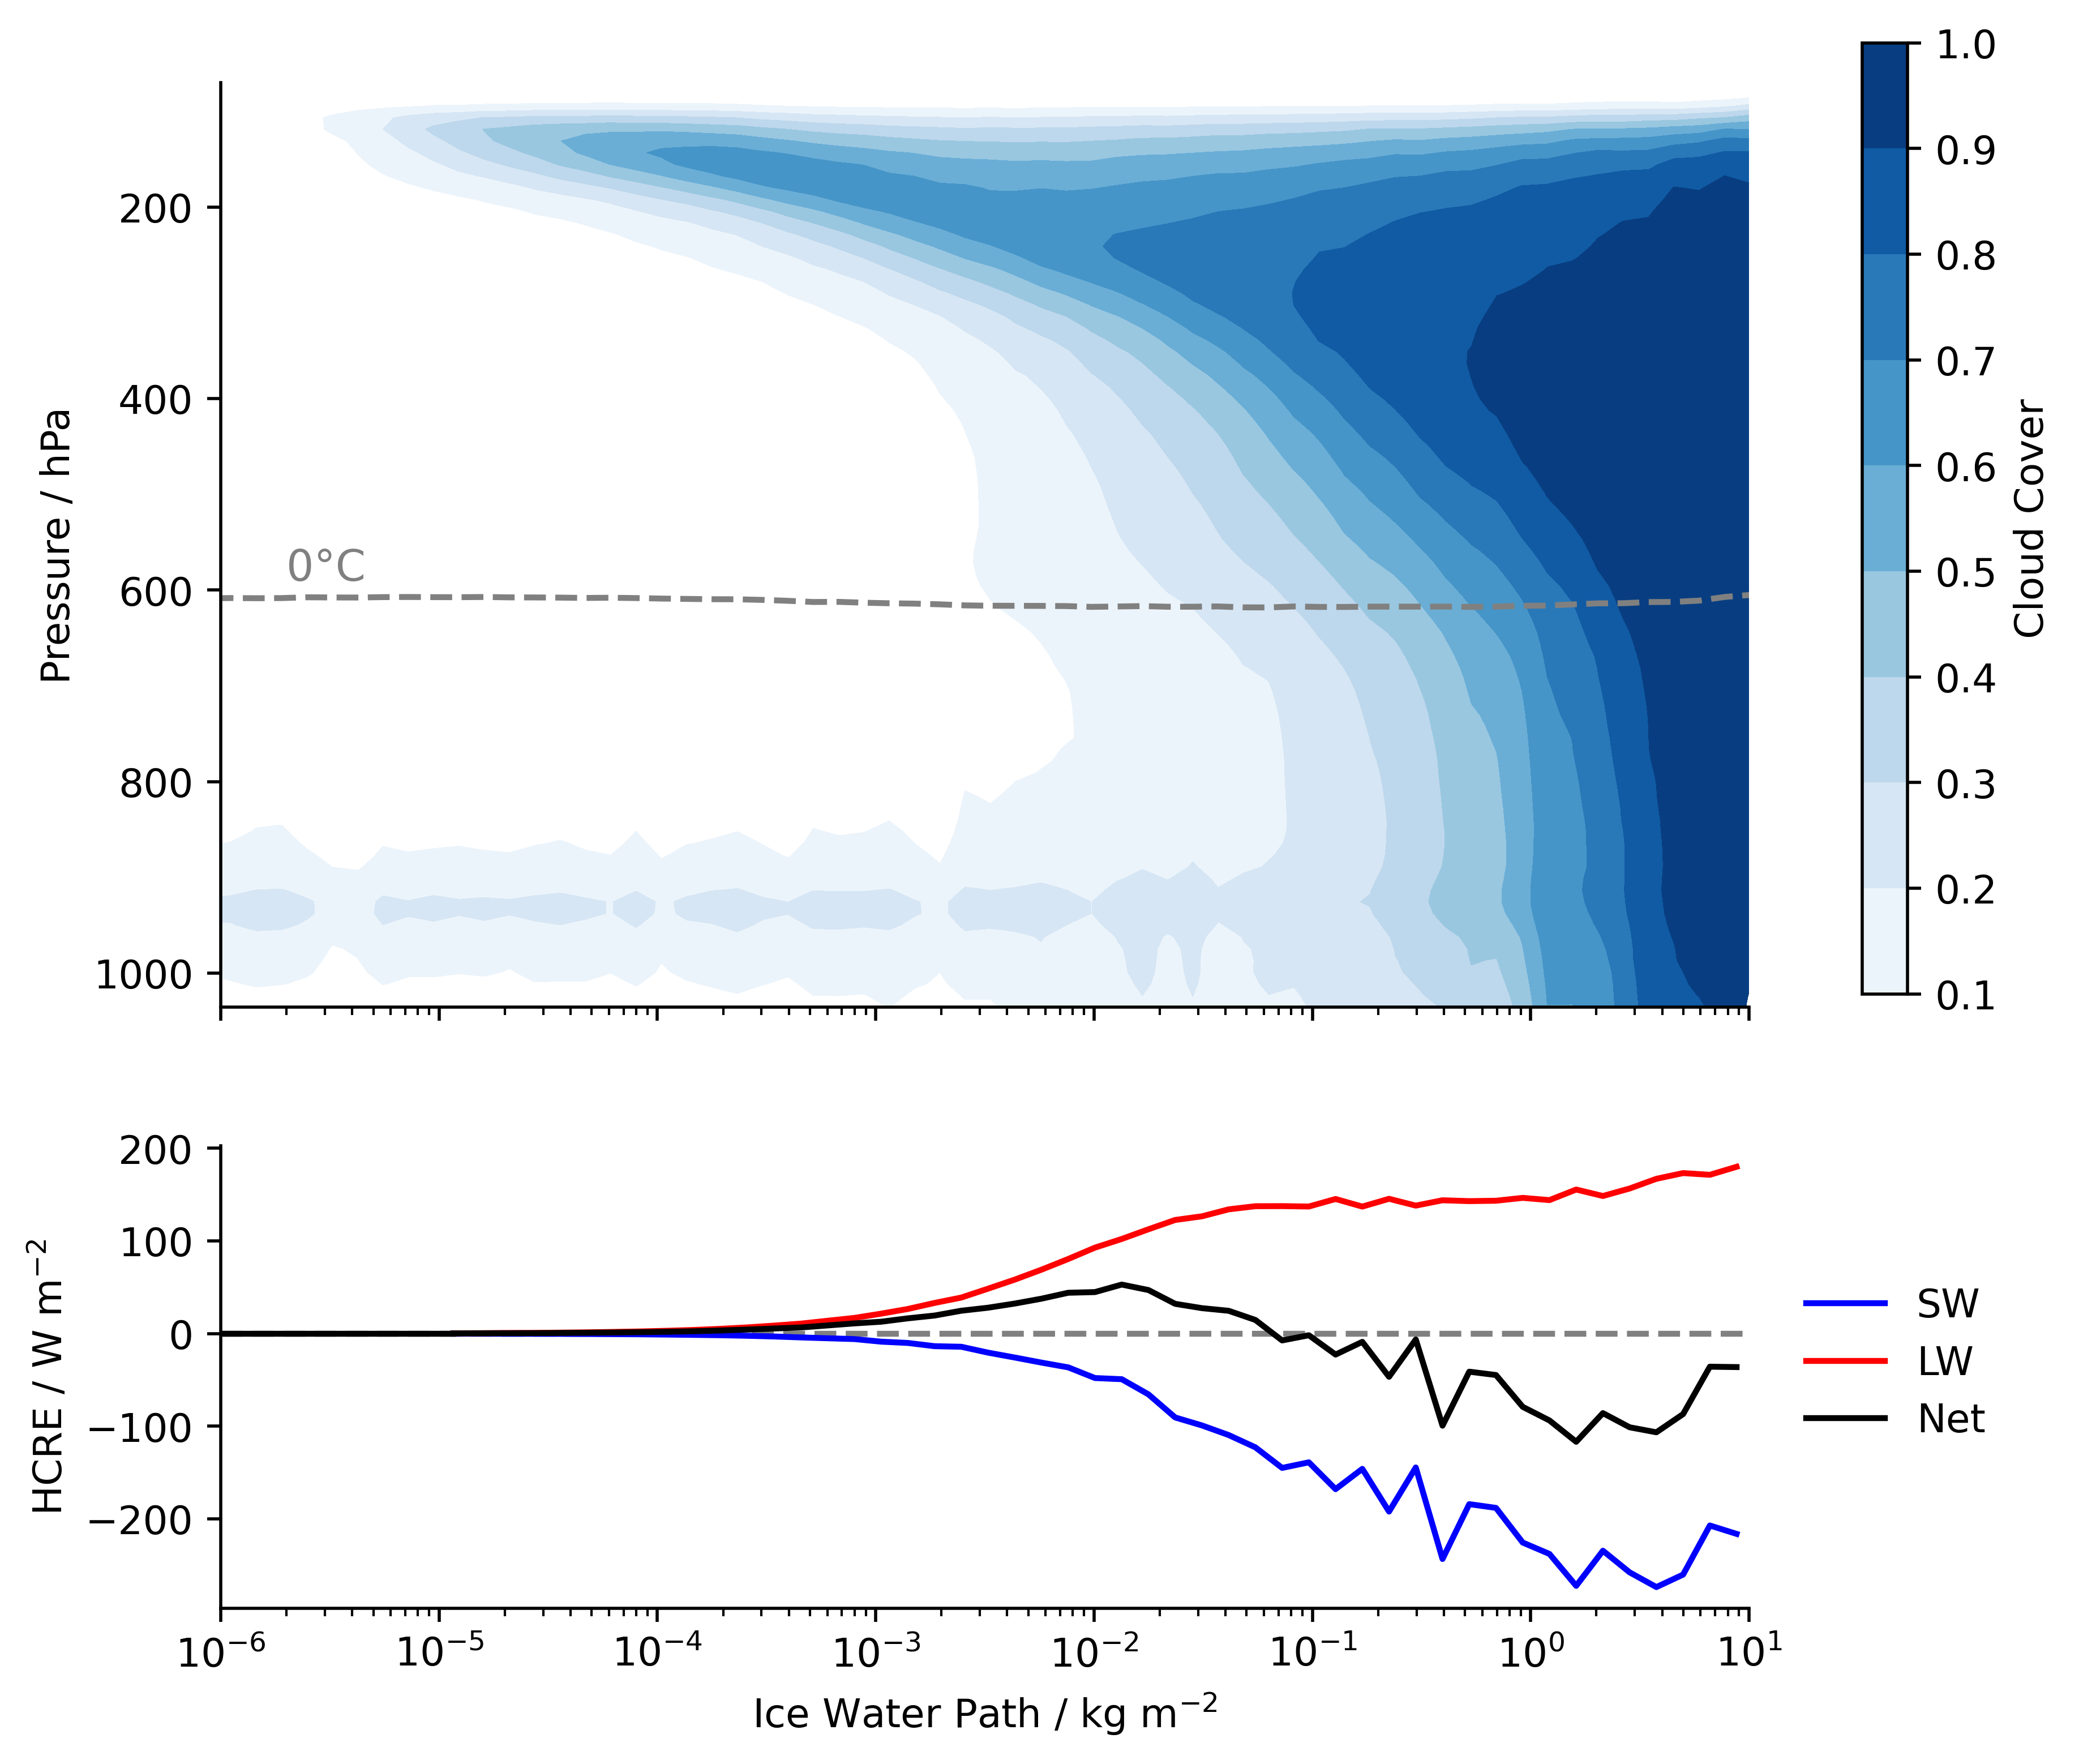 1.0
0.9
0.8
0.7
0.6
0.5
0.4
0.3
0.2
0.1
Cloud Cover
200
400
600
800
1000
Pressure / hPa
0°C
200
100
0
−100
−200
HCRE / W m⁻²
SW
LW
Net
10⁻⁶ 10⁻⁵ 10⁻⁴ 10⁻³ 10⁻² 10⁻¹ 10⁰ 10¹
Ice Water Path / kg m⁻²